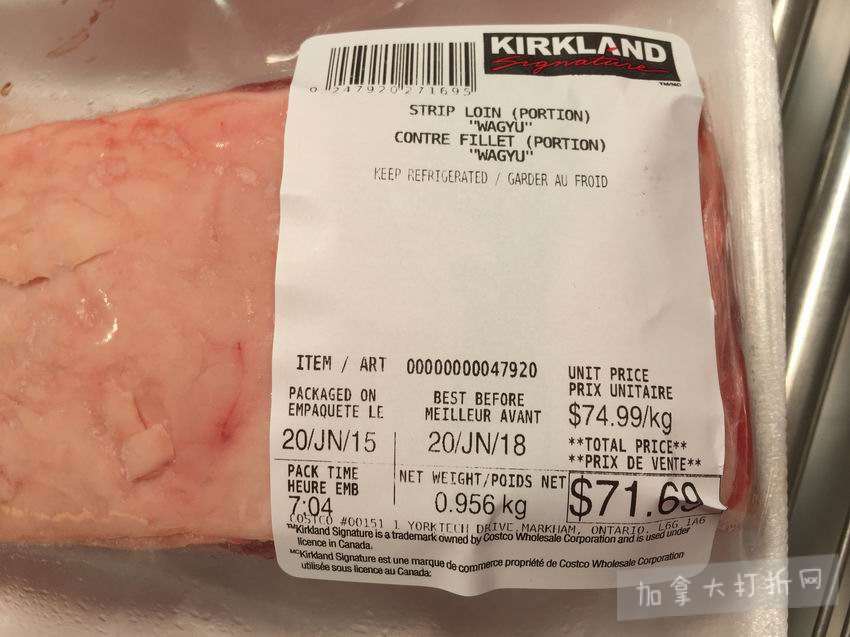 KIRKLAND
Signature
TM/MC
0 247920 271695
STRIP LOIN (PORTION)
"WAGYU"
CONTRE FILLET (PORTION)
"WAGYU"
KEEP REFRIGERATED / GARDER AU FROID
ITEM / ART 00000000047920
UNIT PRICE
PRIX UNITAIRE
$74.99/kg
PACKAGED ON
EMPAQUETE LE
20/JN/15
BEST BEFORE
MEILLEUR AVANT
20/JN/18
**TOTAL PRICE**
**PRIX DE VENTE**
$71.69
PACK TIME
HEURE EMB
7:04
NET WEIGHT/POIDS NET
0.956 kg
COSTCO #00151 1 YORKTECH DRIVE,MARKHAM, ONTARIO, L6G 1A6
TMKirkland Signature is a trademark owned by Costco Wholesale Corporation and is used under
licence in Canada.
MCKirkland Signature est une marque de commerce propriété de Costco Wholesale Corporation
utilisée sous licence au Canada:
加拿大打折网